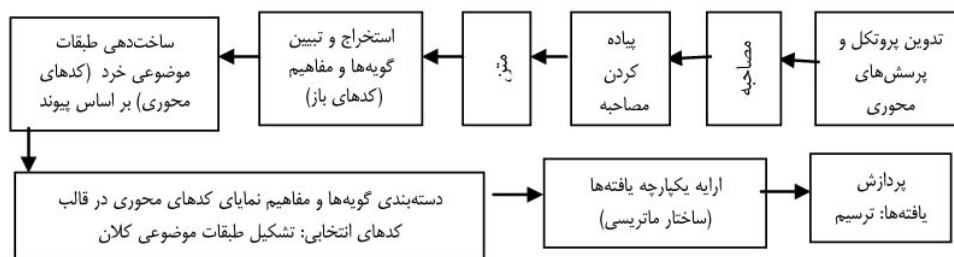 تدوین پروتکل و
پرسش‌های
محوری
مصاحبه
پیاده
کردن
مصاحبه
متن
استخراج و تبیین
گویه‌ها و مفاهیم
(کدهای باز)
ساخت‌دهی طبقات
موضوعی خرد (کدهای
محوری) بر اساس پیوند
دسته‌بندی گویه‌ها و مفاهیم نمایای کدهای محوری در قالب
کدهای انتخابی: تشکیل طبقات موضوعی کلان
ارایه یکپارچه یافته‌ها
(ساختار ماتریسی)
پردازش
یافته‌ها: ترسیم